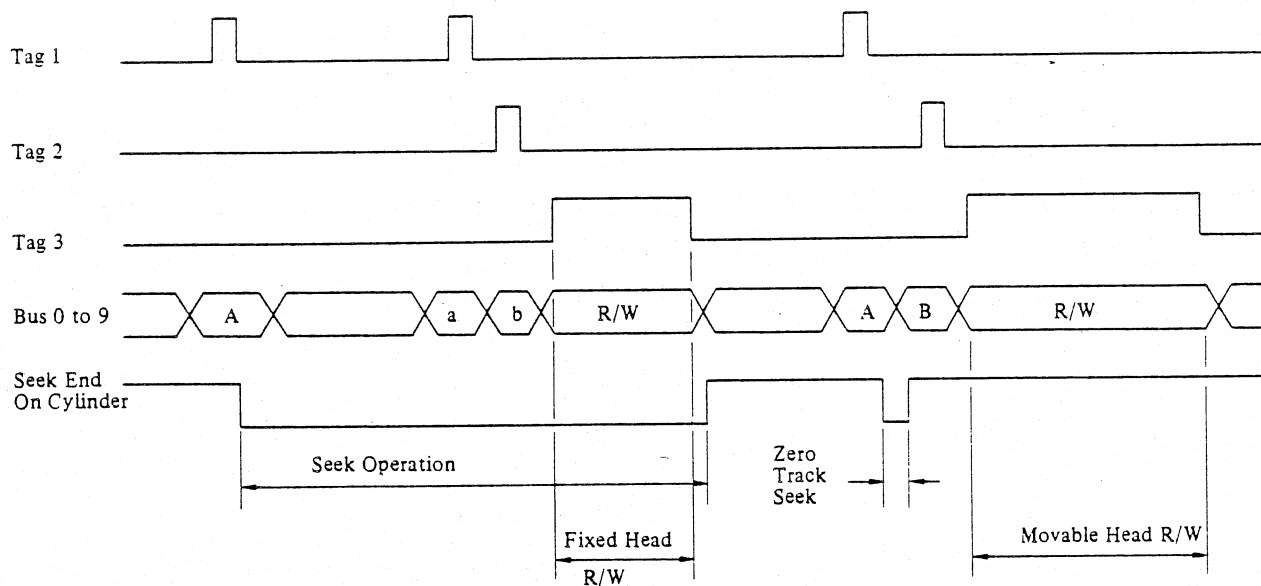 Tag 1
Tag 2
Tag 3
Bus 0 to 9
A
a
b
R/W
A
B
R/W
Seek End
On Cylinder
Seek Operation
Zero
Track
Seek
Fixed Head
R/W
Movable Head R/W